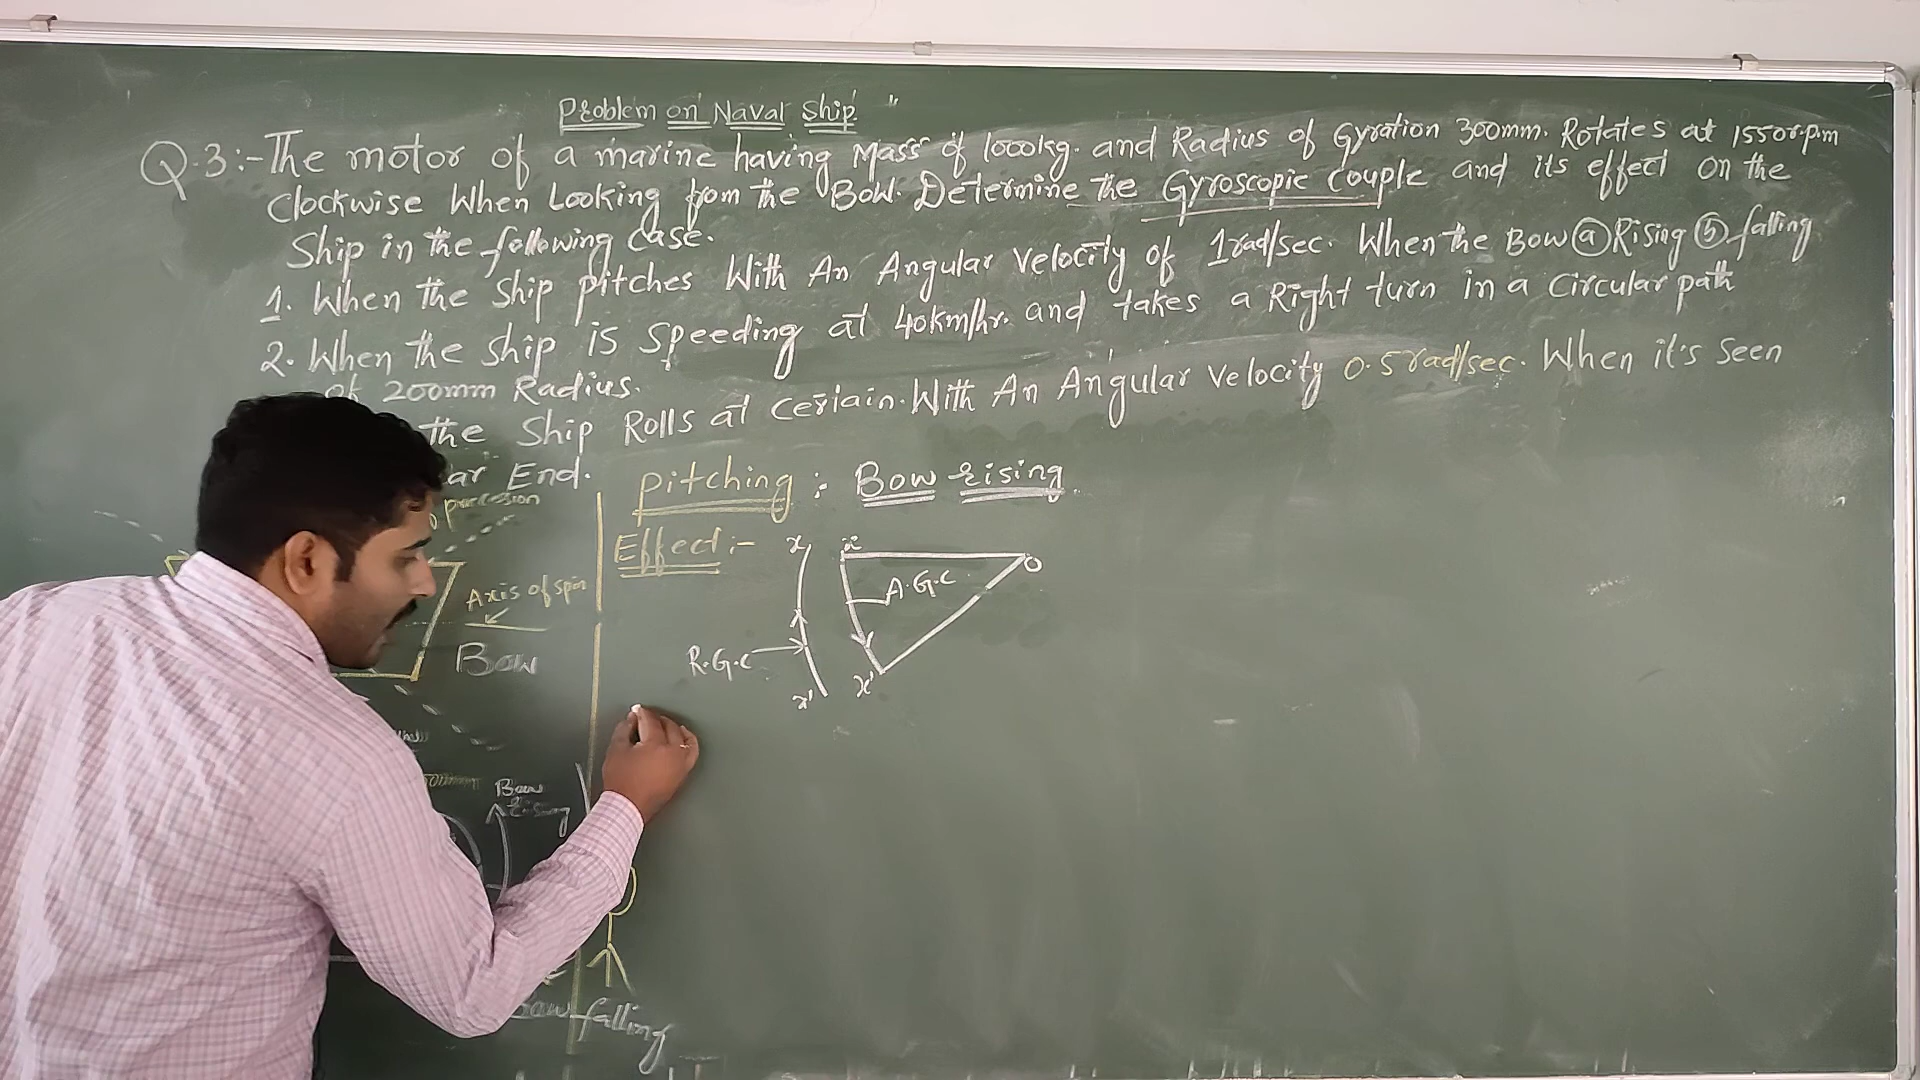 Problem on Naval Ship "
Q.3:- The motor of a marine having Mass of 1000kg. and Radius of Gyration 300mm. Rotates at 1550r.p.m
Clockwise When Looking from the Bow. Determine the Gyroscopic Couple and its effect on the
Ship in the following case.
1. When the Ship pitches With An Angular Velocity of 1rad/sec. When the Bow ⓐ Rising ⓑ falling
2. When the Ship is Speeding at 40km/hr. and takes a Right turn in a Circular path
of 200mm Radius.
the Ship Rolls at Certain. With An Angular Velocity 0.5 rad/sec. When it's Seen
End.
Pitching :- Bow rising
precession
Effect :-
x x O
A.G.C.
Axis of spin
Bow
R.G.C
x' x'
Bow
rising
Bow falling